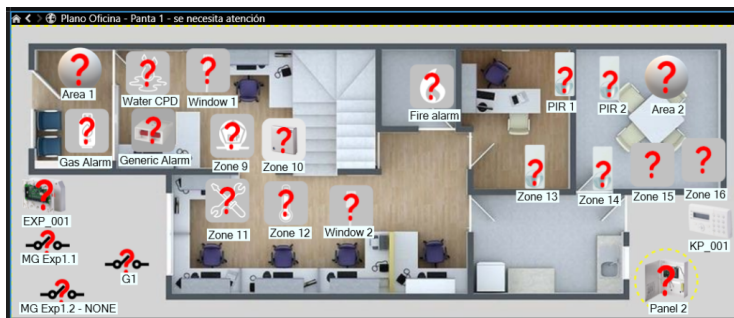 Plano Oficina - Panta 1 - se necesita atención
?
Area 1
?
Water CPD
?
Window 1
?
Fire alarm
?
PIR 1
?
PIR 2
?
Area 2
?
Gas Alarm
?
Generic Alarm
?
Zone 9
?
Zone 10
?
Zone 13
?
Zone 14
?
Zone 15
?
Zone 16
?
EXP_001
?
Zone 11
?
Zone 12
?
Window 2
KP_001
?
MG Exp1.1
?
G1
?
MG Exp1.2 - NONE
?
Panel 2